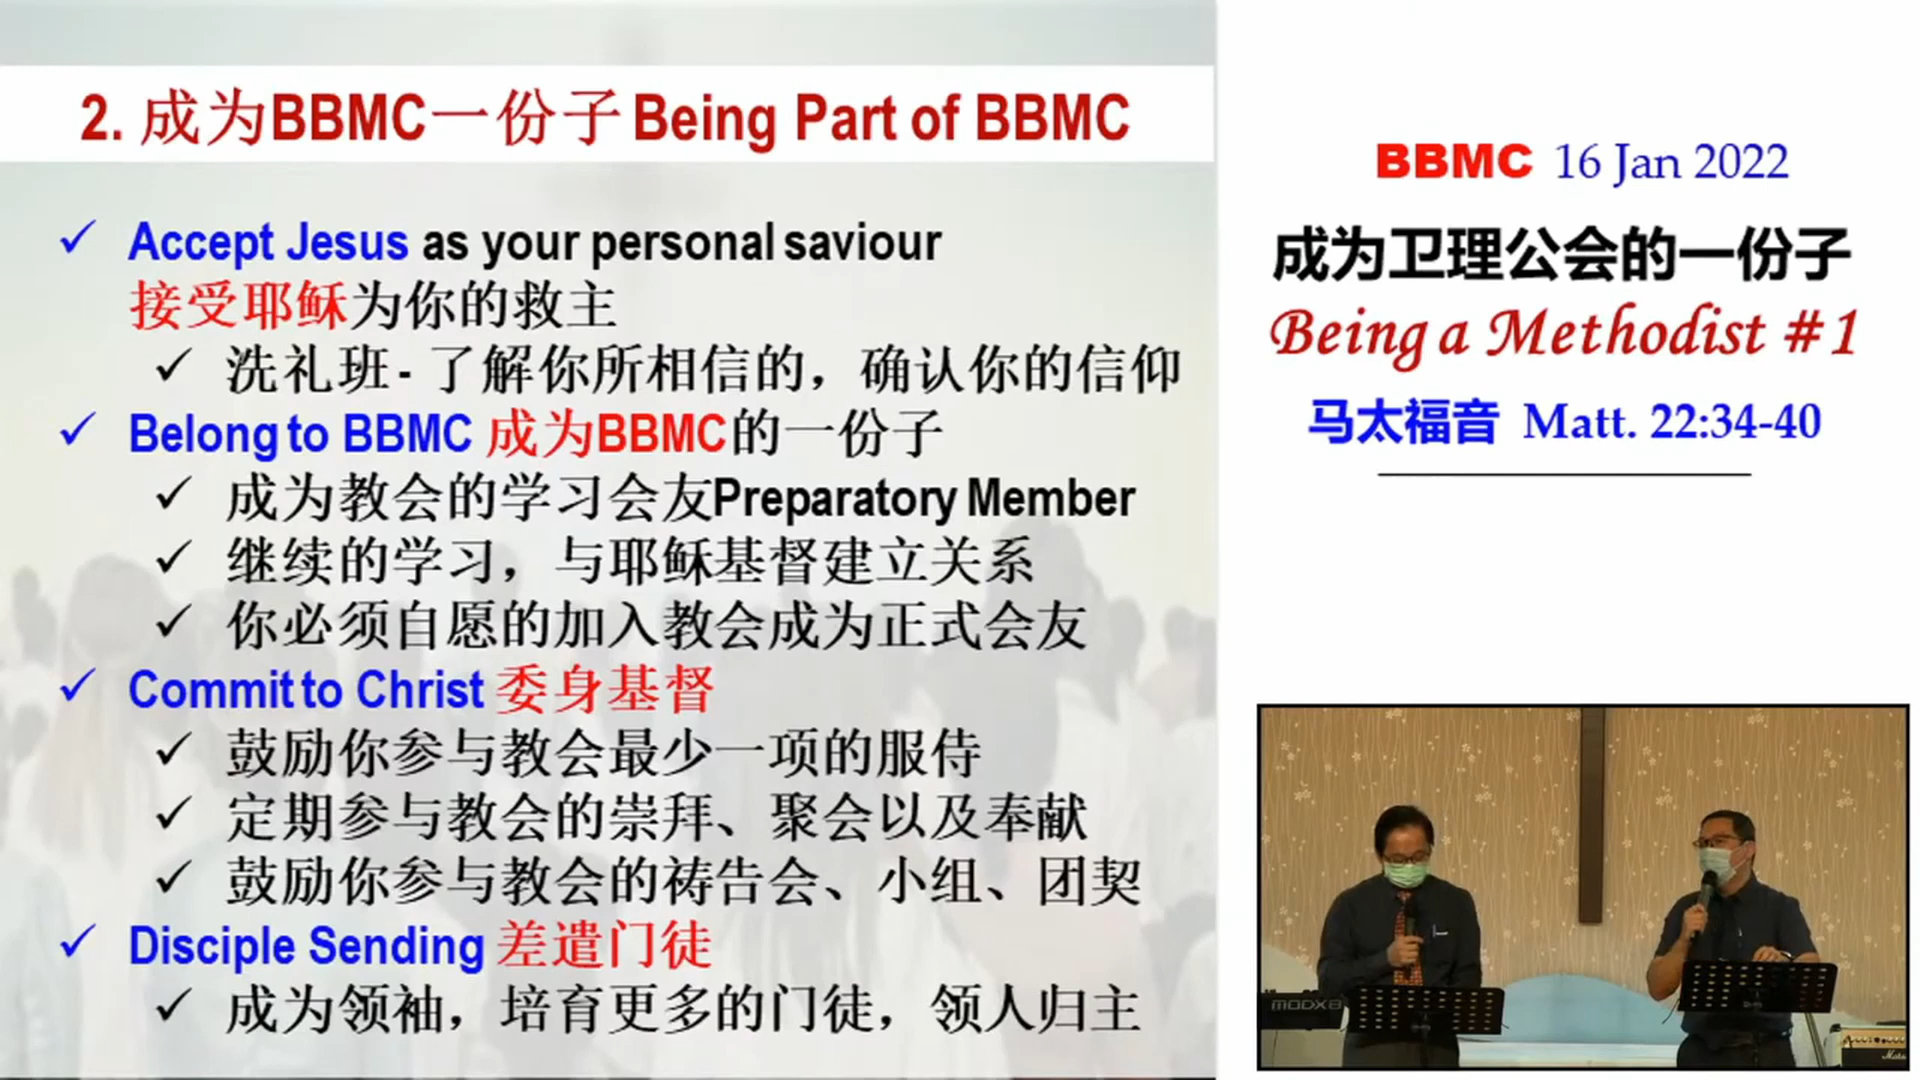 2. 成为BBMC一份子 Being Part of BBMC
✓ Accept Jesus as your personal saviour
接受耶稣为你的救主
✓ 洗礼班 - 了解你所相信的，确认你的信仰
✓ Belong to BBMC 成为BBMC的一份子
✓ 成为教会的学习会友Preparatory Member
✓ 继续的学习，与耶稣基督建立关系
✓ 你必须自愿的加入教会成为正式会友
✓ Commit to Christ 委身基督
✓ 鼓励你参与教会最少一项的服侍
✓ 定期参与教会的崇拜、聚会以及奉献
✓ 鼓励你参与教会的祷告会、小组、团契
✓ Disciple Sending 差遣门徒
✓ 成为领袖，培育更多的门徒，领人归主
BBMC 16 Jan 2022
成为卫理公会的一份子
Being a Methodist #1
马太福音 Matt. 22:34-40
MODX8